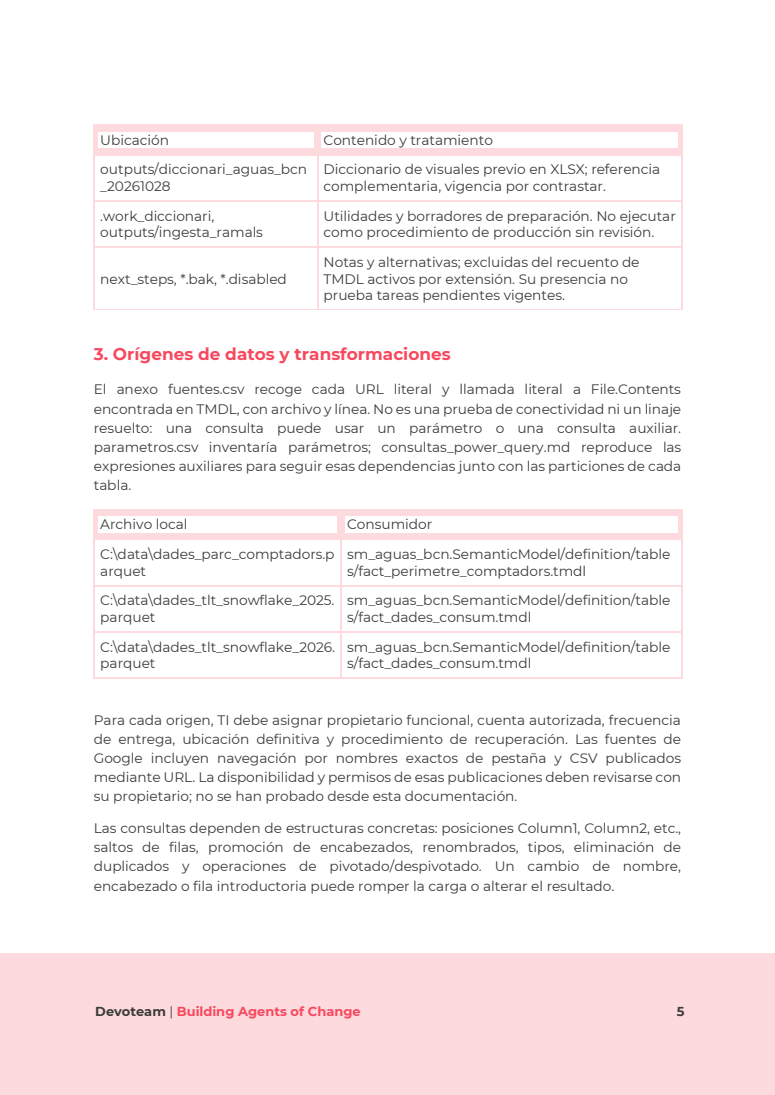 Ubicación
Contenido y tratamiento
outputs/diccionari_aguas_bcn
_20261028
Diccionario de visuales previo en XLSX; referencia
complementaria, vigencia por contrastar.
.work_diccionari,
outputs/ingesta_ramals
Utilidades y borradores de preparación. No ejecutar
como procedimiento de producción sin revisión.
next_steps, *.bak, *.disabled
Notas y alternativas; excluidas del recuento de
TMDL activos por extensión. Su presencia no
prueba tareas pendientes vigentes.
3. Orígenes de datos y transformaciones
El anexo fuentes.csv recoge cada URL literal y llamada literal a File.Contents
encontrada en TMDL, con archivo y línea. No es una prueba de conectividad ni un linaje
resuelto: una consulta puede usar un parámetro o una consulta auxiliar.
parametros.csv inventaría parámetros; consultas_power_query.md reproduce las
expresiones auxiliares para seguir esas dependencias junto con las particiones de cada
tabla.
Archivo local
Consumidor
C:\data\dades_parc_comptadors.p
arquet
sm_aguas_bcn.SemanticModel/definition/table
s/fact_perimetre_comptadors.tmdl
C:\data\dades_tlt_snowflake_2025.
parquet
sm_aguas_bcn.SemanticModel/definition/table
s/fact_dades_consum.tmdl
C:\data\dades_tlt_snowflake_2026.
parquet
sm_aguas_bcn.SemanticModel/definition/table
s/fact_dades_consum.tmdl
Para cada origen, TI debe asignar propietario funcional, cuenta autorizada, frecuencia
de entrega, ubicación definitiva y procedimiento de recuperación. Las fuentes de
Google incluyen navegación por nombres exactos de pestaña y CSV publicados
mediante URL. La disponibilidad y permisos de esas publicaciones deben revisarse con
su propietario; no se han probado desde esta documentación.
Las consultas dependen de estructuras concretas: posiciones Column1, Column2, etc.,
saltos de filas, promoción de encabezados, renombrados, tipos, eliminación de
duplicados y operaciones de pivotado/despivotado. Un cambio de nombre,
encabezado o fila introductoria puede romper la carga o alterar el resultado.
Devoteam | Building Agents of Change
5